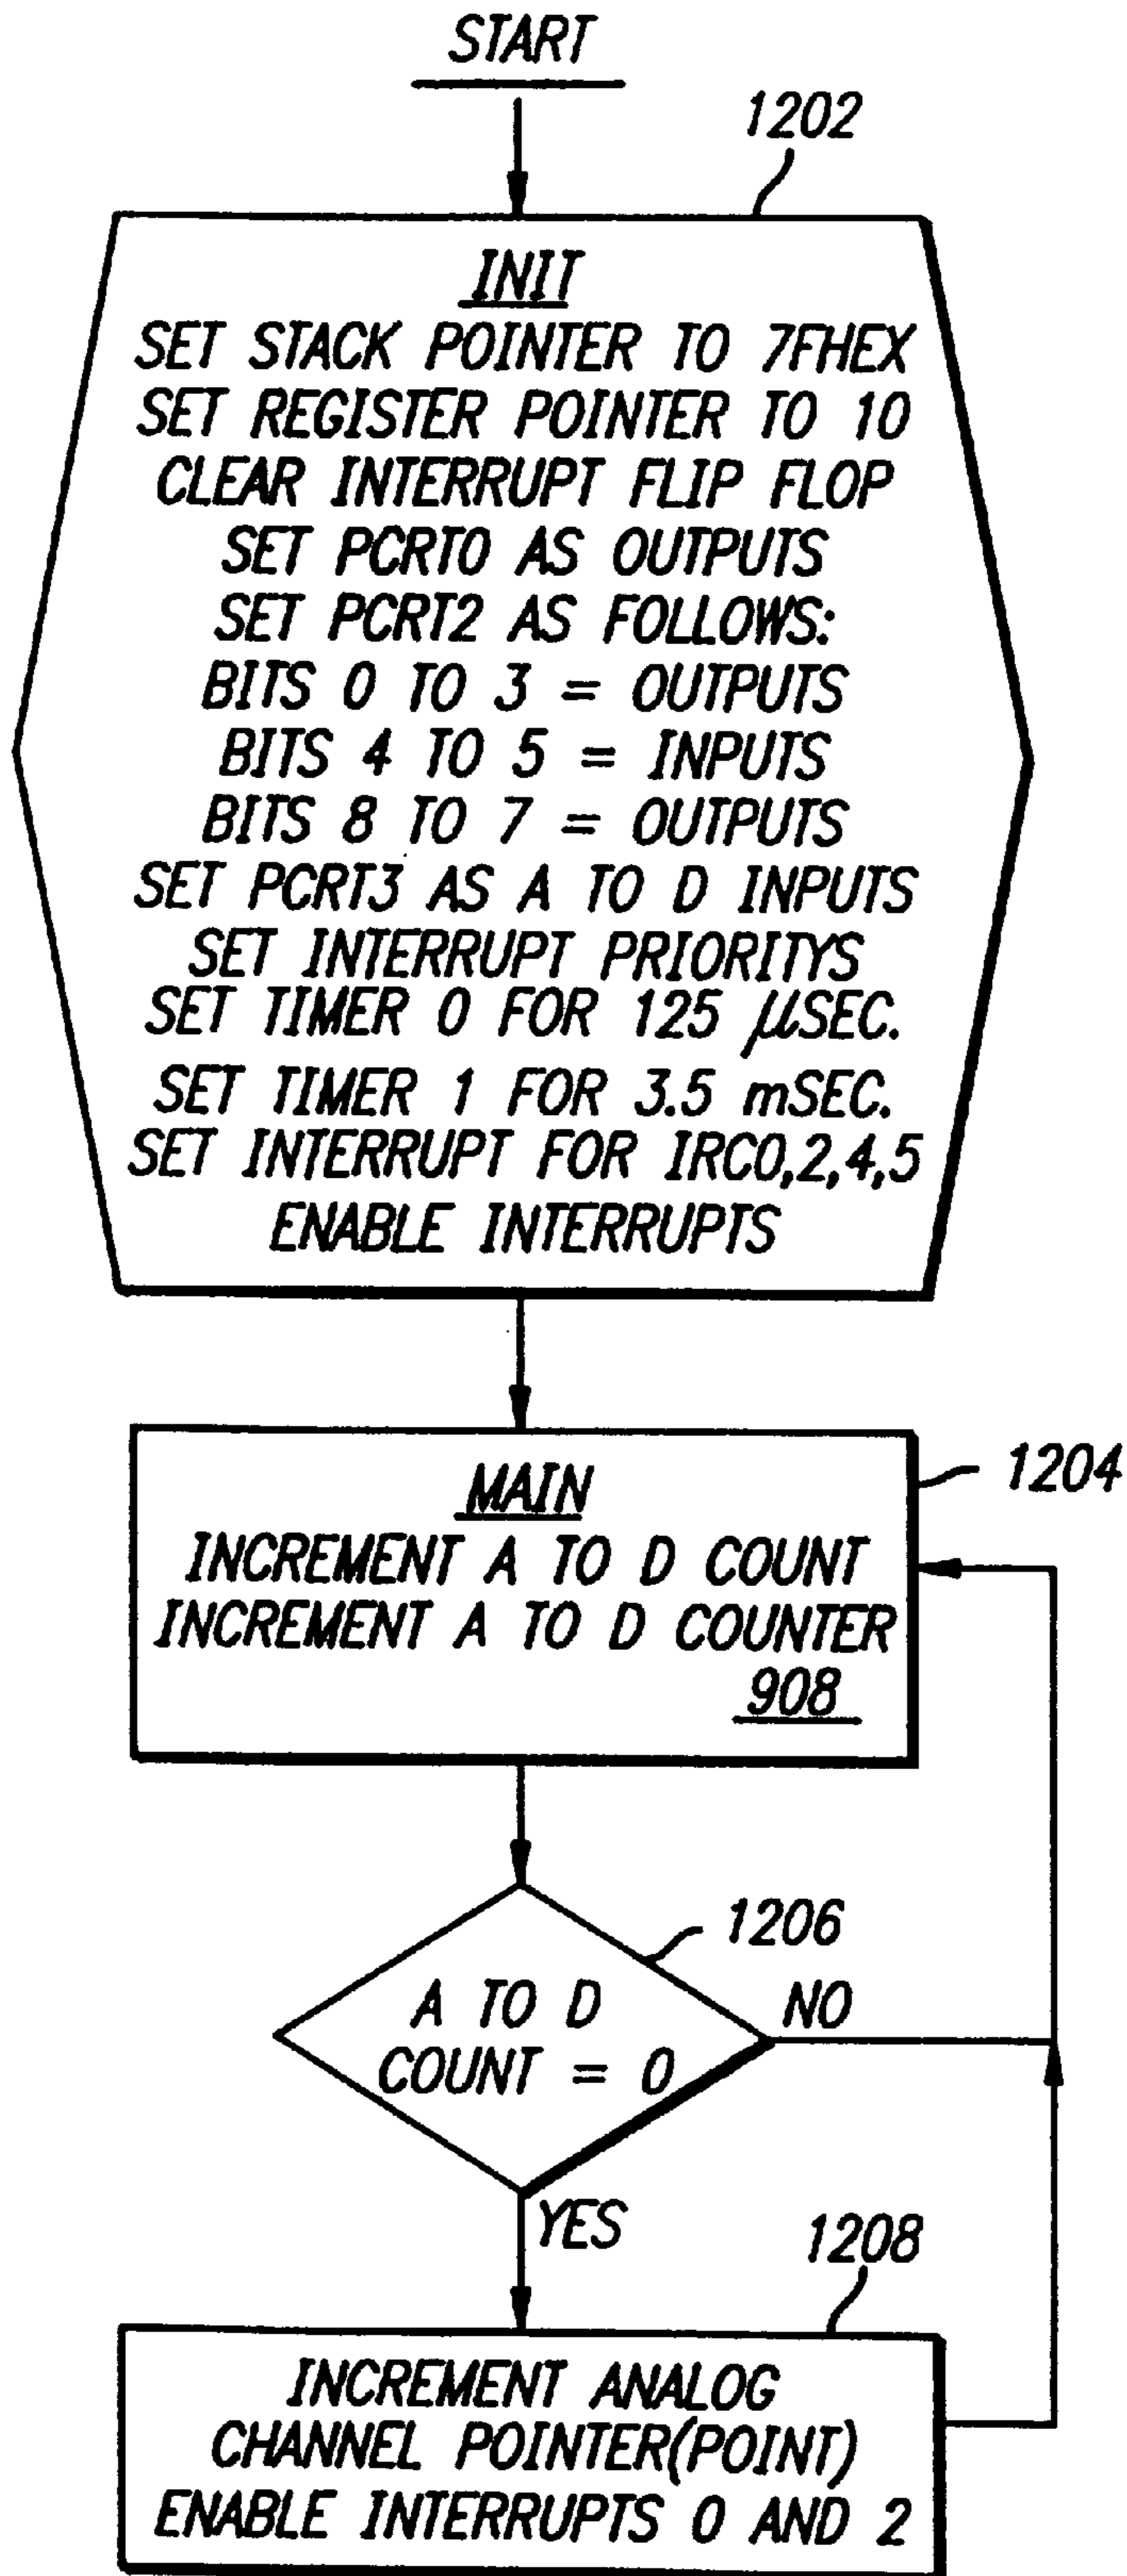 START
1202
INIT
SET STACK POINTER TO 7FHEX
SET REGISTER POINTER TO 10
CLEAR INTERRUPT FLIP FLOP
SET PCRT0 AS OUTPUTS
SET PCRT2 AS FOLLOWS:
BITS 0 TO 3 = OUTPUTS
BITS 4 TO 5 = INPUTS
BITS 8 TO 7 = OUTPUTS
SET PCRT3 AS A TO D INPUTS
SET INTERRUPT PRIORITYS
SET TIMER 0 FOR 125 μSEC.
SET TIMER 1 FOR 3.5 mSEC.
SET INTERRUPT FOR IRC0,2,4,5
ENABLE INTERRUPTS
1204
MAIN
INCREMENT A TO D COUNT
INCREMENT A TO D COUNTER
908
1206
A TO D
COUNT = 0
NO
YES
1208
INCREMENT ANALOG
CHANNEL POINTER(POINT)
ENABLE INTERRUPTS 0 AND 2